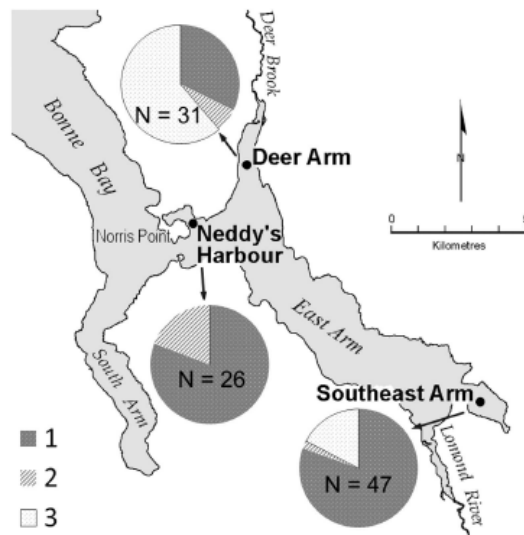 Deer Brook
Bonne Bay
N = 31
Deer Arm
N
0
5
Kilometres
Norris Point
Neddy's
Harbour
East Arm
South Arm
N = 26
Southeast Arm
1
2
3
N = 47
Lomond River